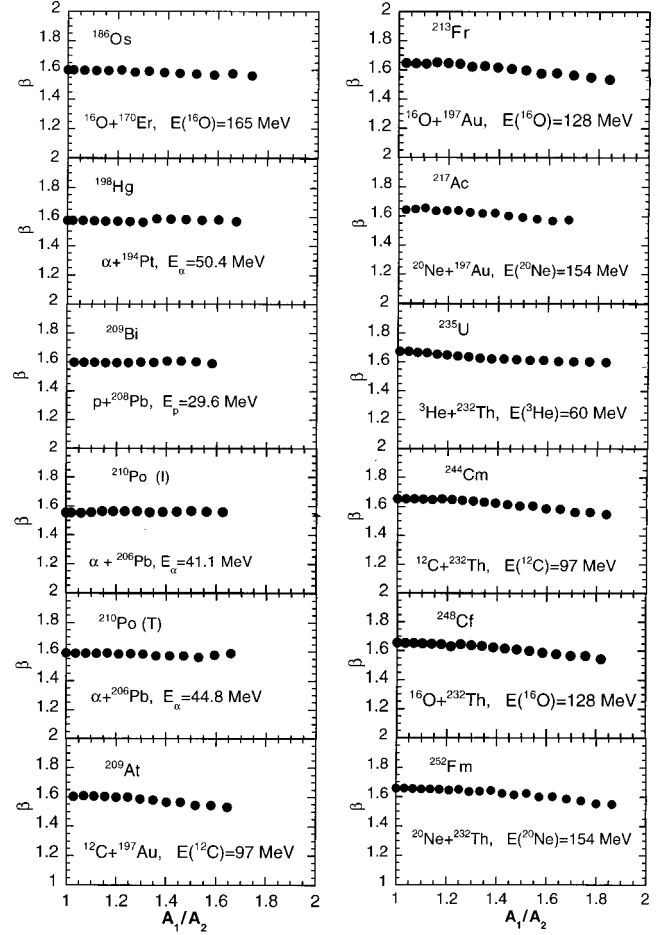 2
1.8
1.6
1.4
1.2
β
¹⁸⁶Os
¹⁶O+¹⁷⁰Er, E(¹⁶O)=165 MeV
2
1.8
1.6
1.4
1.2
β
¹⁹⁸Hg
α+¹⁹⁴Pt, E_α=50.4 MeV
2
1.8
1.6
1.4
1.2
β
²⁰⁹Bi
p+²⁰⁸Pb, E_p=29.6 MeV
2
1.8
1.6
1.4
1.2
β
²¹⁰Po (I)
α + ²⁰⁶Pb, E_α=41.1 MeV
2
1.8
1.6
1.4
1.2
β
²¹⁰Po (T)
α+²⁰⁶Pb, E_α=44.8 MeV
2
1.8
1.6
1.4
1.2
1
β
²⁰⁹At
¹²C+¹⁹⁷Au, E(¹²C)=97 MeV
1 1.2 1.4 1.6 1.8 2
A₁/A₂
2
1.8
1.6
1.4
1.2
β
²¹³Fr
¹⁶O+¹⁹⁷Au, E(¹⁶O)=128 MeV
2
1.8
1.6
1.4
1.2
β
²¹⁷Ac
²⁰Ne+¹⁹⁷Au, E(²⁰Ne)=154 MeV
2
1.8
1.6
1.4
1.2
β
²³⁵U
³He+²³²Th, E(³He)=60 MeV
2
1.8
1.6
1.4
1.2
β
²⁴⁴Cm
¹²C+²³²Th, E(¹²C)=97 MeV
2
1.8
1.6
1.4
1.2
β
²⁴⁸Cf
¹⁶O+²³²Th, E(¹⁶O)=128 MeV
2
1.8
1.6
1.4
1.2
1
β
²⁵²Fm
²⁰Ne+²³²Th, E(²⁰Ne)=154 MeV
1 1.2 1.4 1.6 1.8 2
A₁/A₂